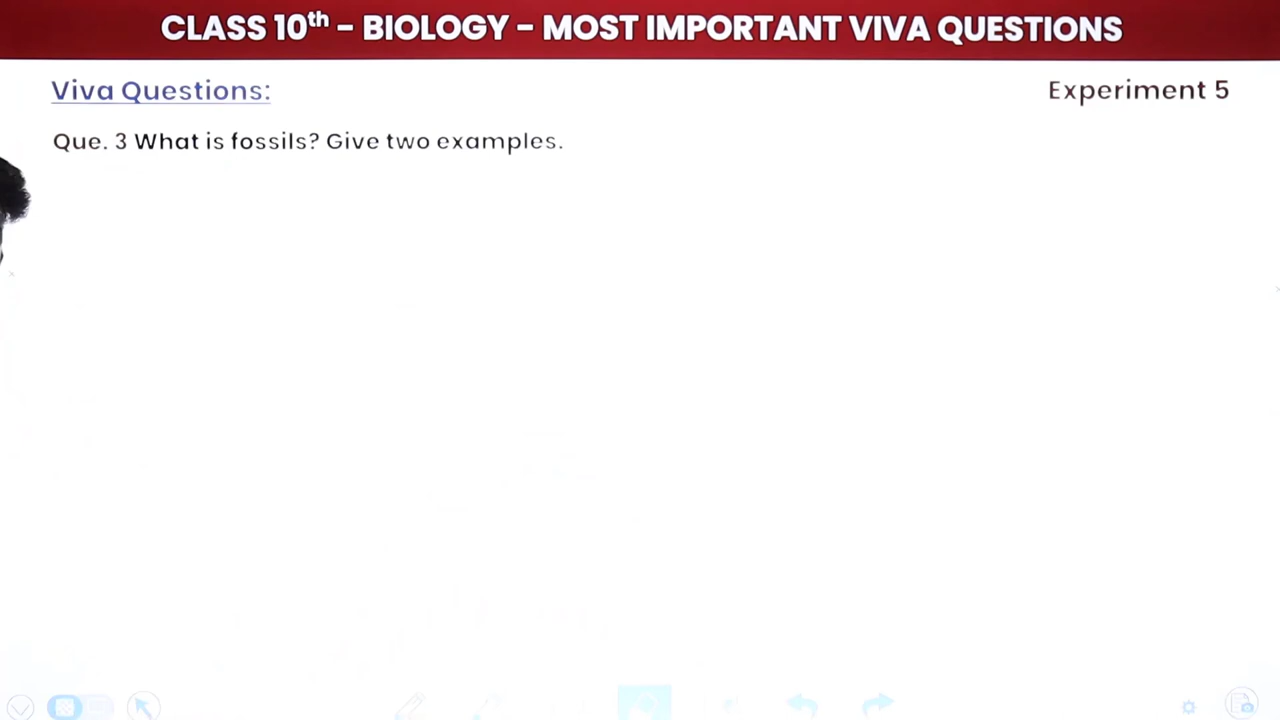 CLASS 10th - BIOLOGY - MOST IMPORTANT VIVA QUESTIONS
Viva Questions:
Experiment 5
Que. 3 What is fossils? Give two examples.